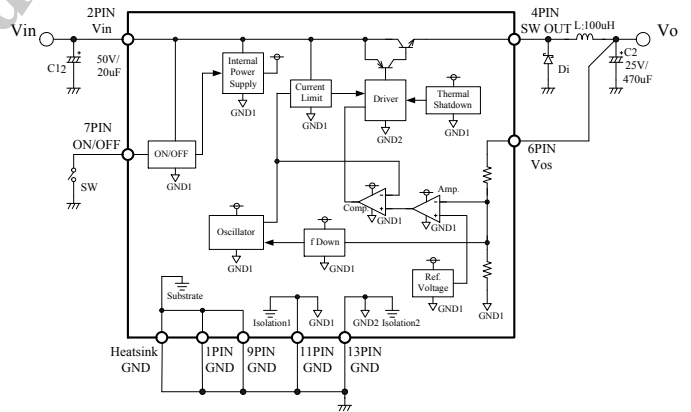 Vin
2PIN
Vin
4PIN
SW OUT
L:100uH
Vo
C12
50V/
20uF
Internal
Power
Supply
GND1
Current
Limit
GND1
Driver
GND2
Thermal
Shatdown
GND1
Di
C2
25V/
470uF
7PIN
ON/OFF
ON/OFF
GND1
SW
6PIN
Vos
Comp.
GND1
Amp.
GND1
Oscillator
GND1
f Down
GND1
Ref.
Voltage
GND1
GND1
Substrate
Isolation1
GND1
GND2
Isolation2
Heatsink
GND
1PIN
GND
9PIN
GND
11PIN
GND
13PIN
GND